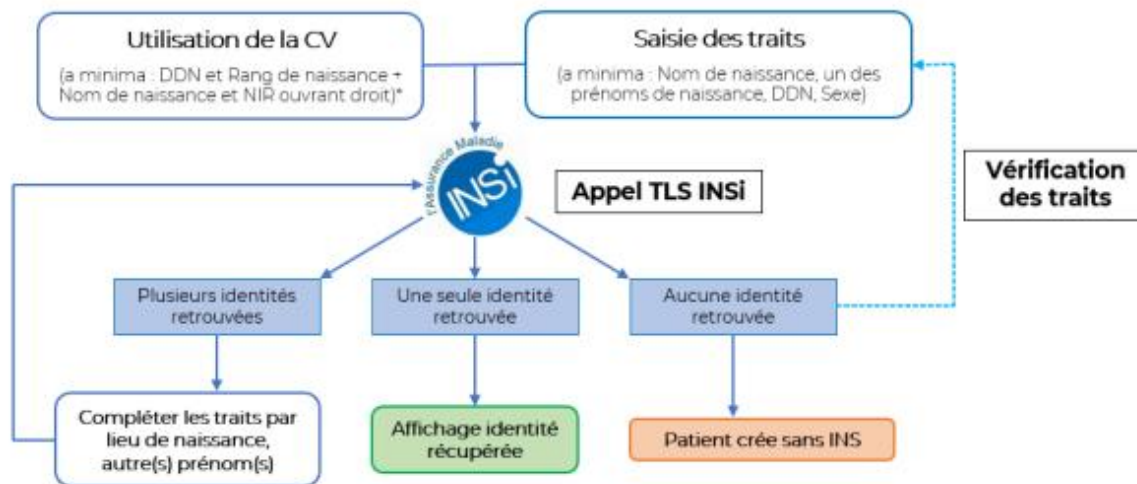 Utilisation de la CV
(a minima : DDN et Rang de naissance +
Nom de naissance et NIR ouvrant droit)*
Saisie des traits
(a minima : Nom de naissance, un des
prénoms de naissance, DDN, Sexe)
l'Assurance Maladie
INSi
Appel TLS INSi
Vérification
des traits
Plusieurs identités
retrouvées
Une seule identité
retrouvée
Aucune identité
retrouvée
Compléter les traits par
lieu de naissance,
autre(s) prénom(s)
Affichage identité
récupérée
Patient crée sans INS